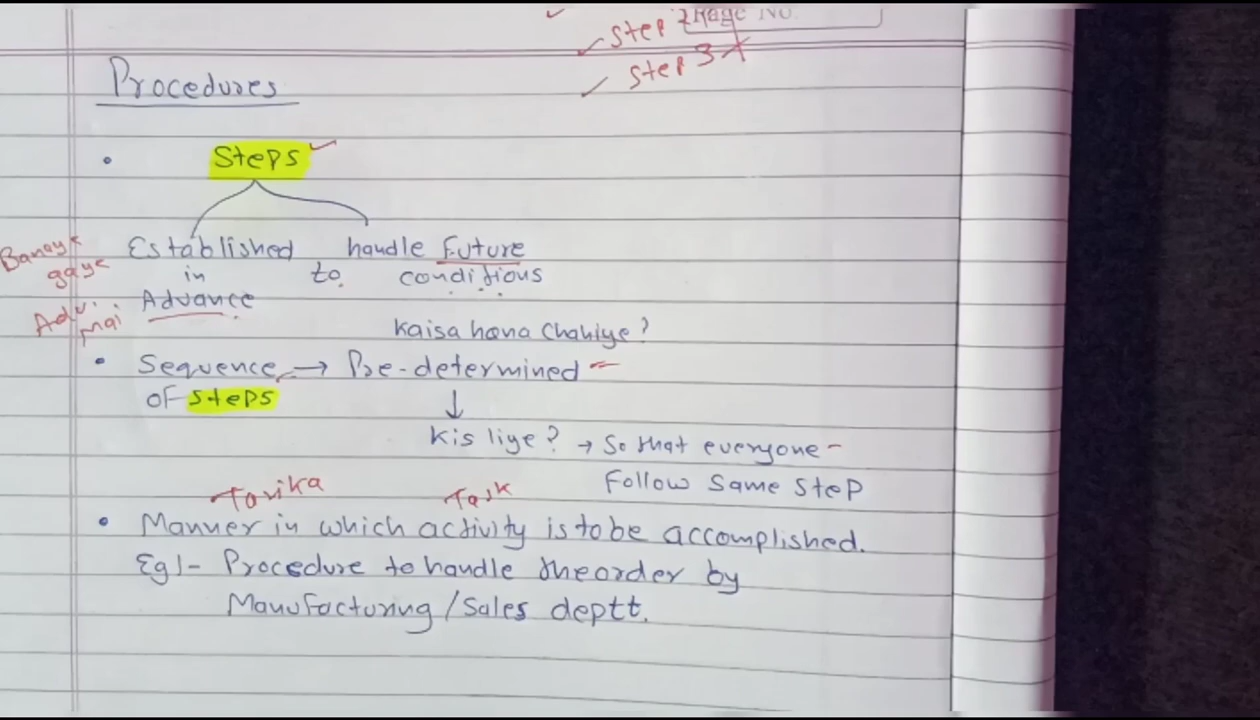 Step 2 Page No.
Step 3
Procedures
• Steps
Established handle Future
in to conditions
Advance
Banaye
gaye
Adv.
mai
Kaisa hona chahiye?
• Sequence → Pre-determined
of steps
Kis liye? → So that everyone
Follow same step
Tarika Task
• Manner in which activity is to be accomplished.
Eg:- Procedure to handle the order by
Manufacturing / Sales deptt.